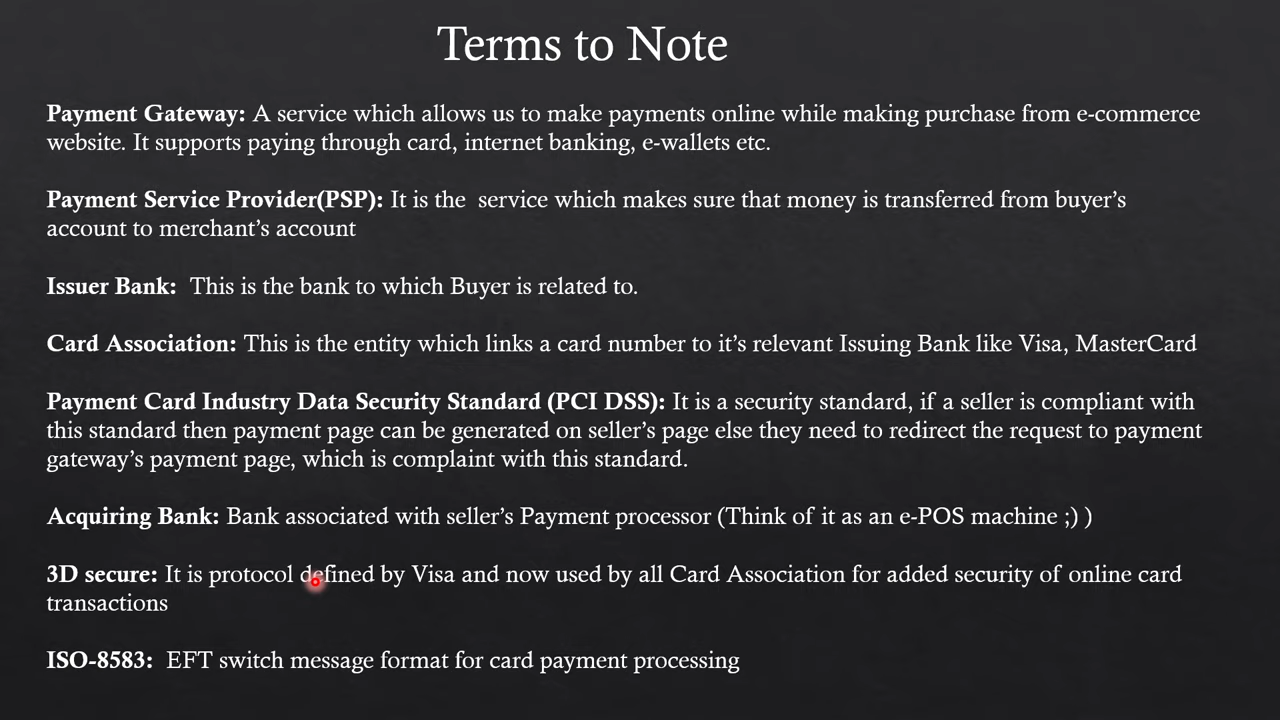 Terms to Note
Payment Gateway: A service which allows us to make payments online while making purchase from e-commerce
website. It supports paying through card, internet banking, e-wallets etc.
Payment Service Provider(PSP): It is the  service which makes sure that money is transferred from buyer’s
account to merchant’s account
Issuer Bank:  This is the bank to which Buyer is related to.
Card Association: This is the entity which links a card number to it’s relevant Issuing Bank like Visa, MasterCard
Payment Card Industry Data Security Standard (PCI DSS): It is a security standard, if a seller is compliant with
this standard then payment page can be generated on seller’s page else they need to redirect the request to payment
gateway’s payment page, which is complaint with this standard.
Acquiring Bank: Bank associated with seller’s Payment processor (Think of it as an e-POS machine ;) )
3D secure: It is protocol defined by Visa and now used by all Card Association for added security of online card
transactions
ISO-8583:  EFT switch message format for card payment processing